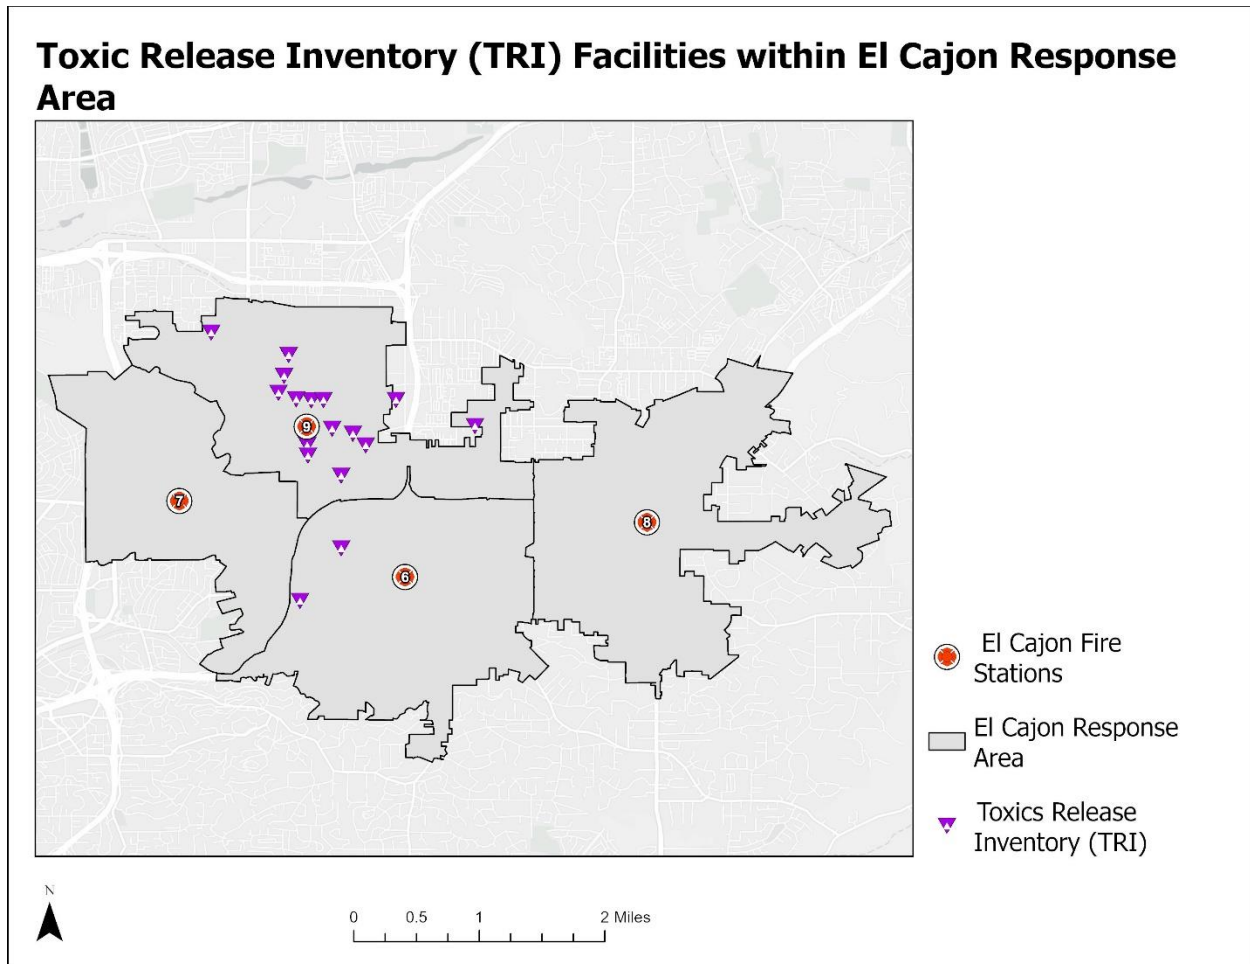 Toxic Release Inventory (TRI) Facilities within El Cajon Response
Area
9
7
8
6
El Cajon Fire
Stations
El Cajon Response
Area
Toxics Release
Inventory (TRI)
N
0 0.5 1 2 Miles